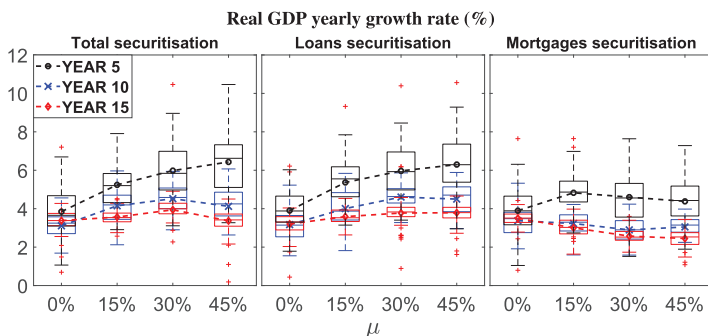 Real GDP yearly growth rate (%)
Total securitisation Loans securitisation Mortgages securitisation
12
10
8
6
4
2
0
YEAR 5
YEAR 10
YEAR 15
0% 15% 30% 45% 0% 15% 30% 45% 0% 15% 30% 45%
μ